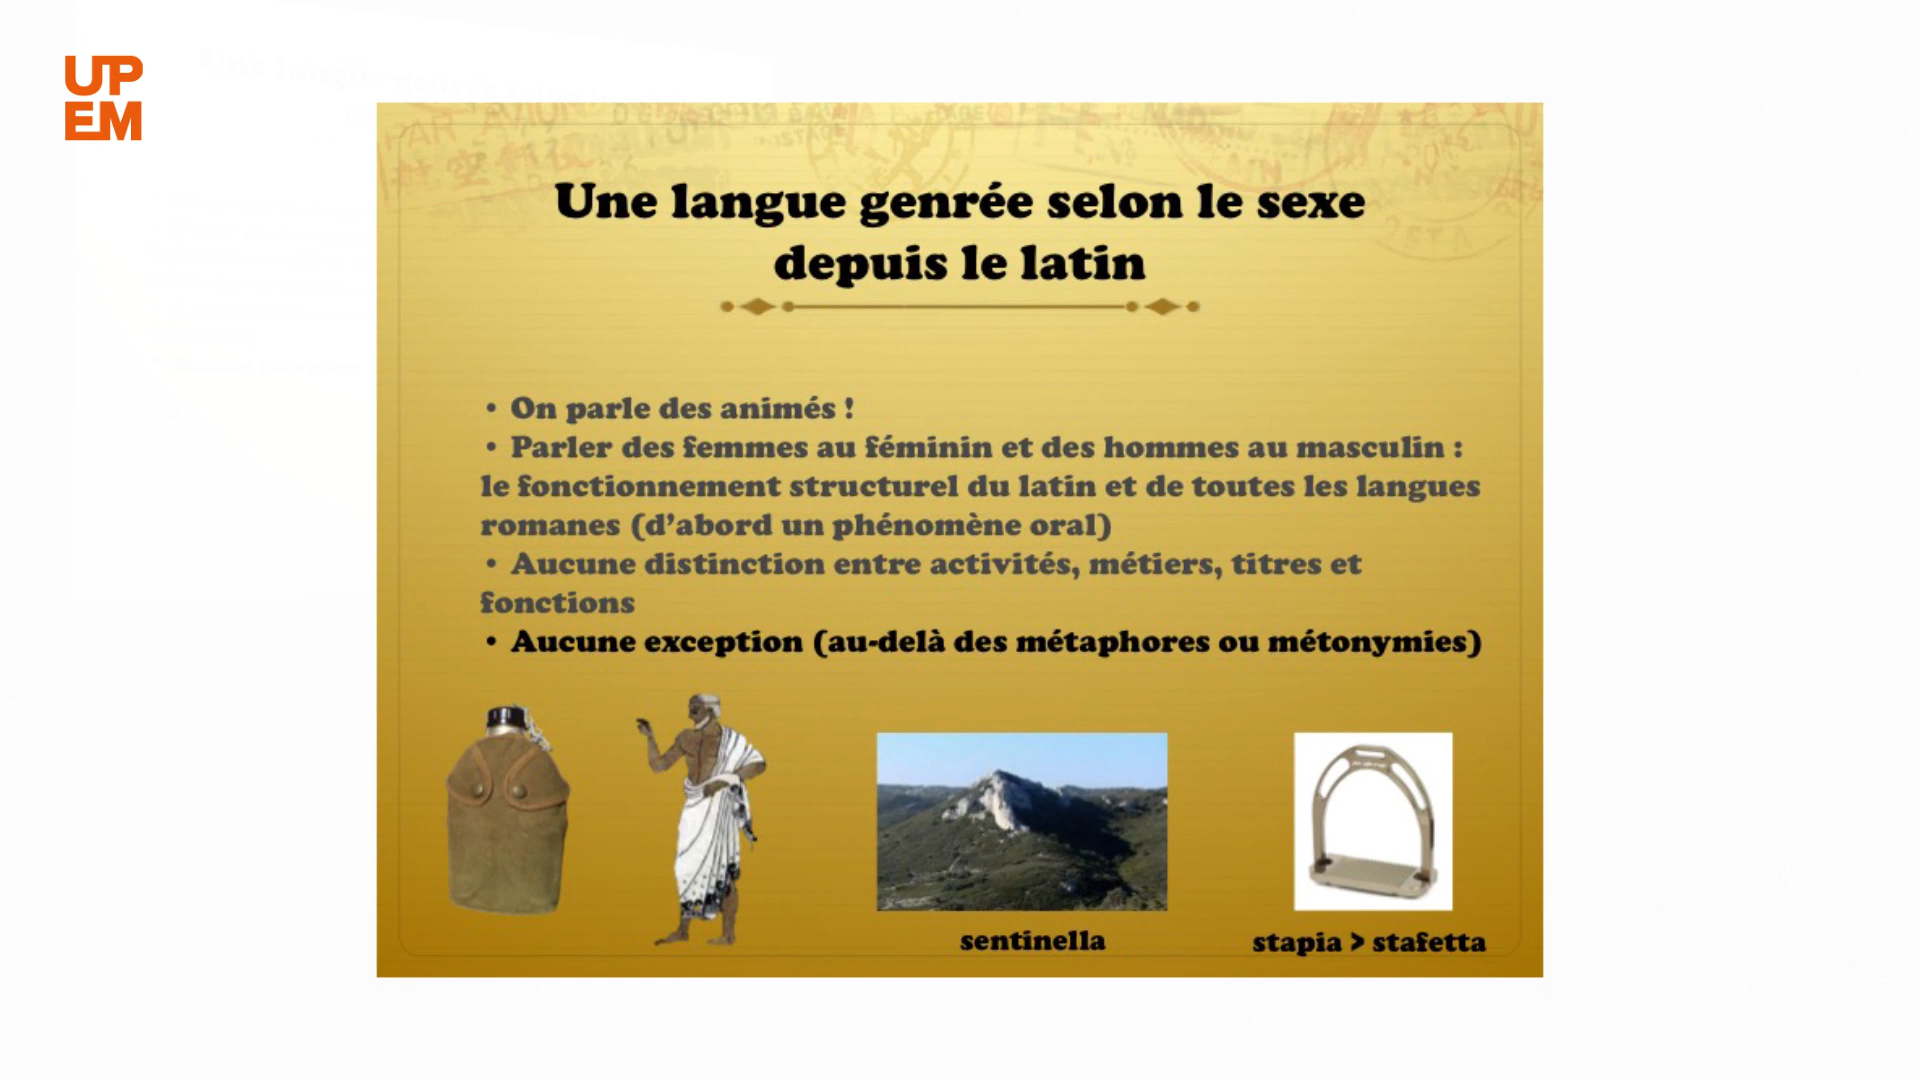 UP
EM
PAR AVION
Une langue genrée selon le sexe
depuis le latin
• On parle des animés !
• Parler des femmes au féminin et des hommes au masculin :
le fonctionnement structurel du latin et de toutes les langues
romanes (d’abord un phénomène oral)
• Aucune distinction entre activités, métiers, titres et
fonctions
• Aucune exception (au-delà des métaphores ou métonymies)
sentinella
stapia > stafetta